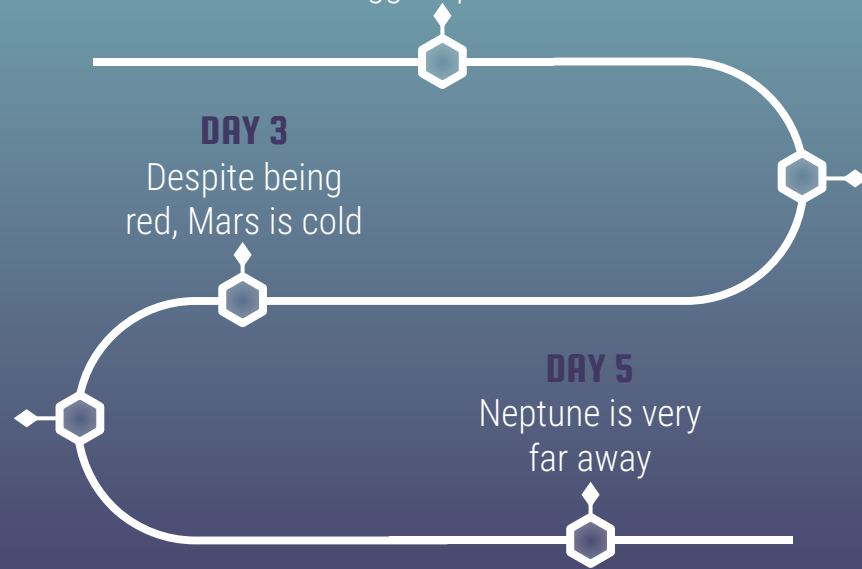 DAY 3
Despite being
red, Mars is cold
DAY 5
Neptune is very
far away